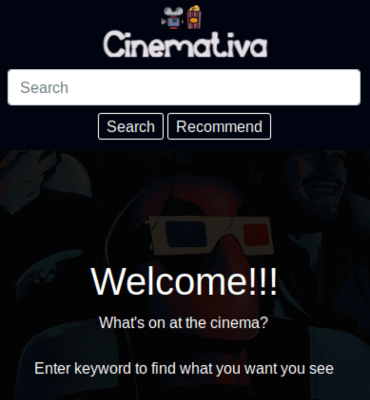 Cinemativa
Search
Search Recommend
Welcome!!!
What's on at the cinema?
Enter keyword to find what you want you see